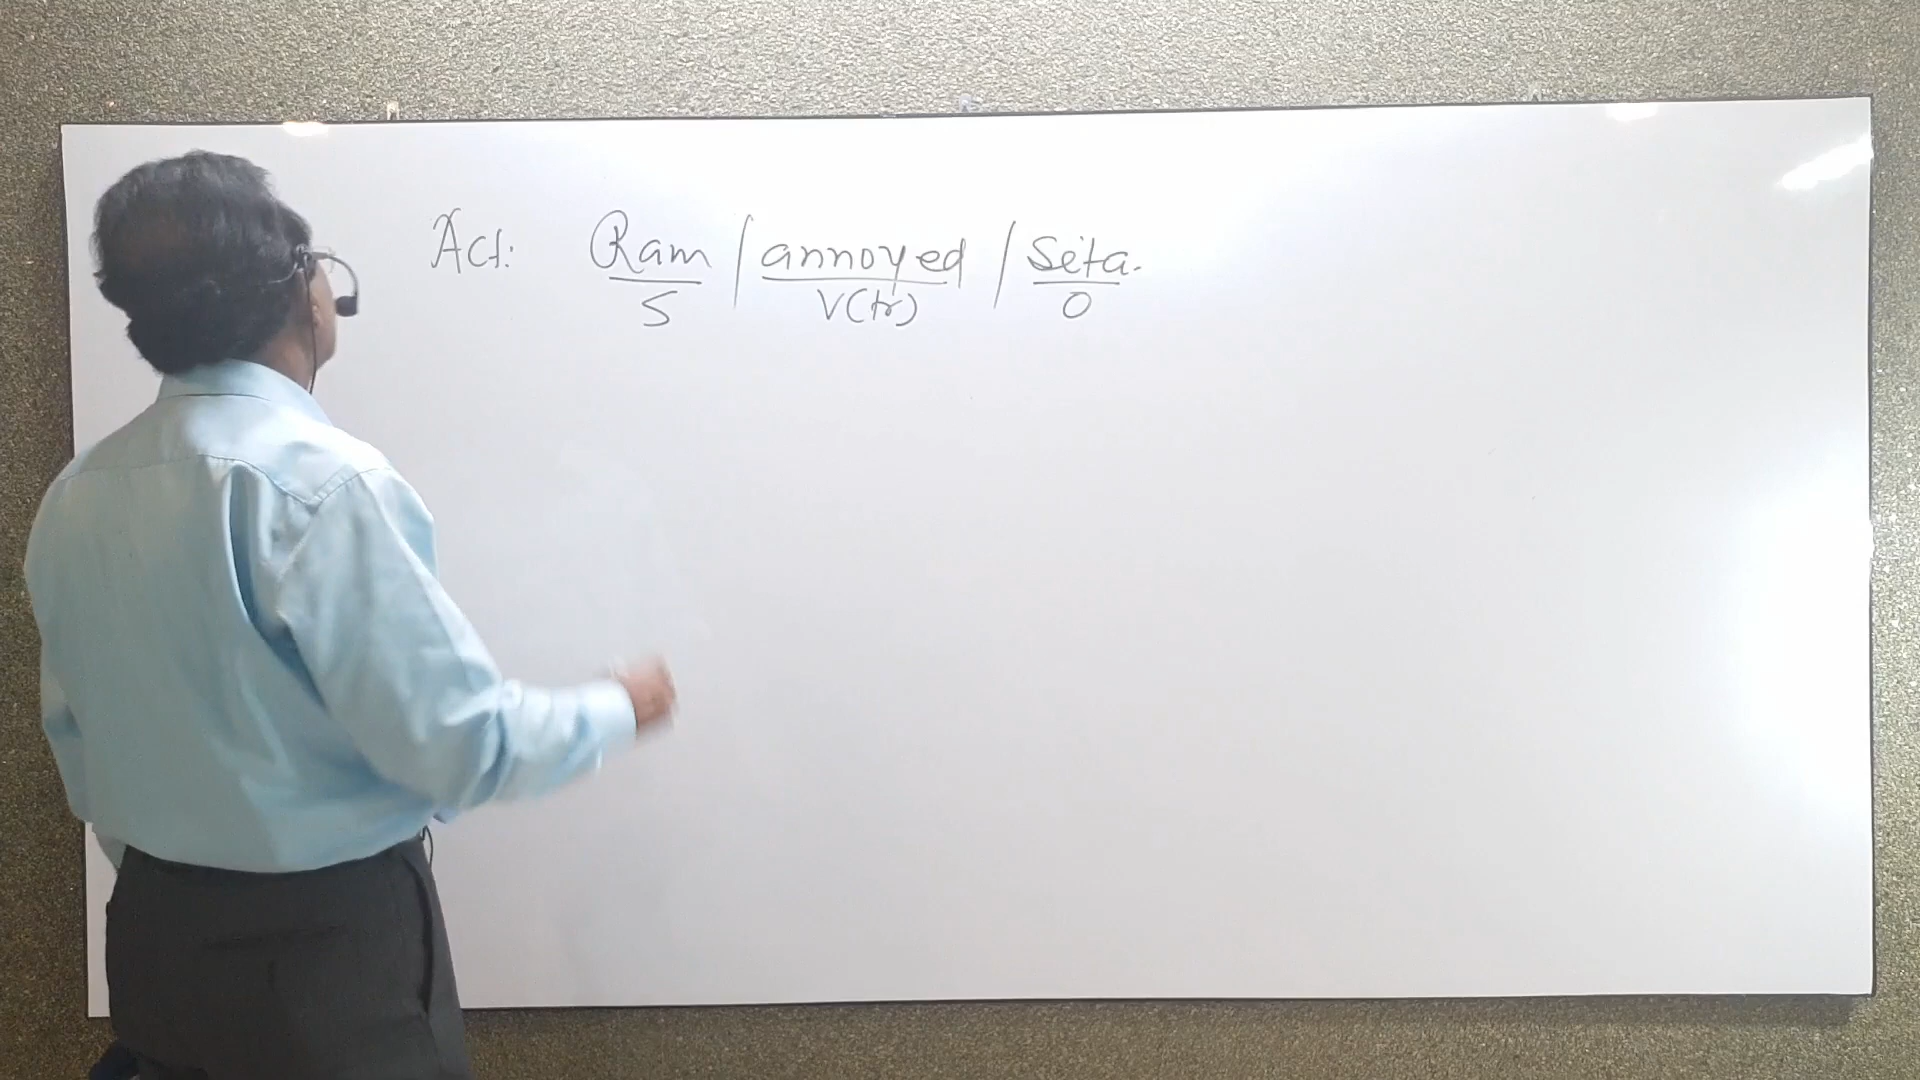 Act: Ram / annoyed / Seta.
S V(tr) O